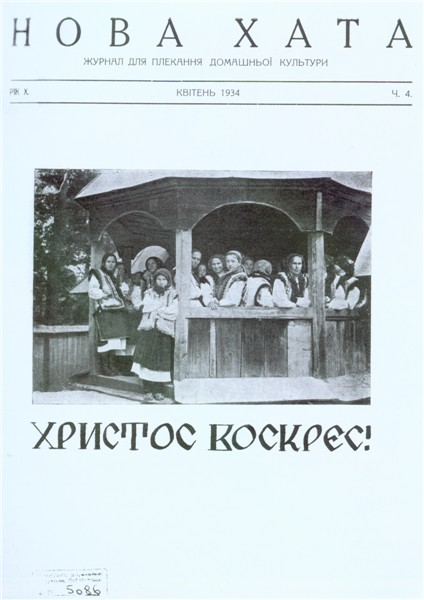 НОВА ХАТА
ЖУРНАЛ ДЛЯ ПЛЕКАННЯ ДОМАШНЬОЇ КУЛЬТУРИ
РІК X. КВІТЕНЬ 1934 Ч. 4.
ХРИСТОС ВОСКРЕС!
5086